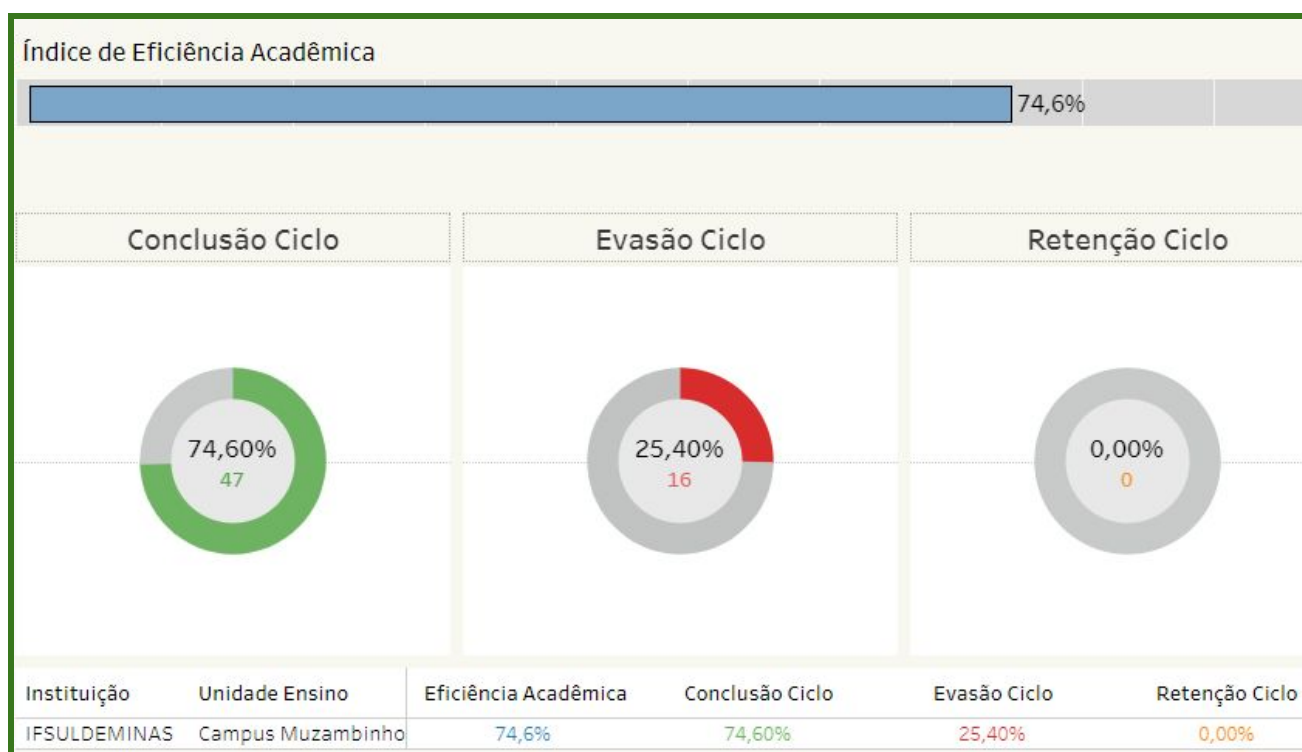 Índice de Eficiência Acadêmica
74,6%
Conclusão Ciclo
Evasão Ciclo
Retenção Ciclo
74,60%
47
25,40%
16
0,00%
0
Instituição Unidade Ensino Eficiência Acadêmica Conclusão Ciclo Evasão Ciclo Retenção Ciclo
IFSULDEMINAS Campus Muzambinho 74,6% 74,60% 25,40% 0,00%